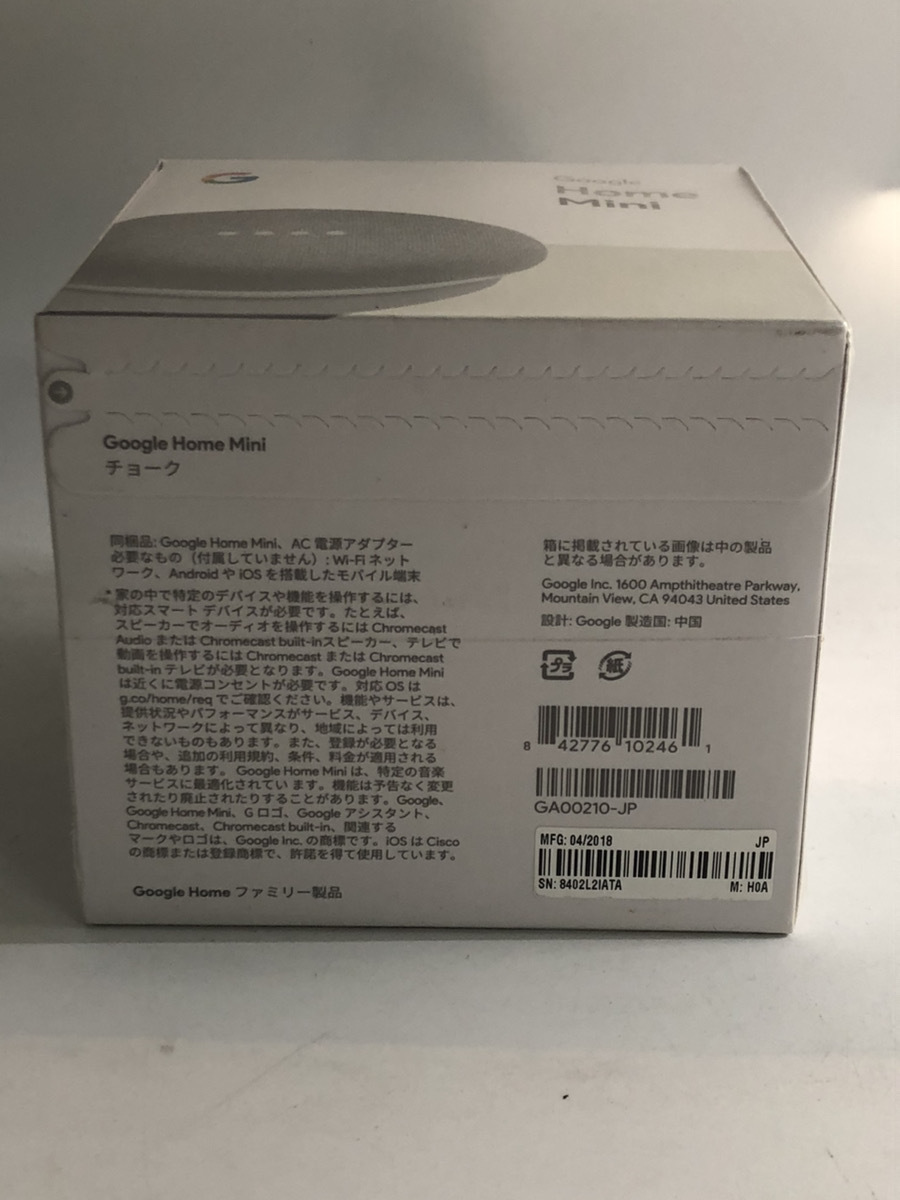 G
Google
Home
Mini
Google Home Mini
チョーク
同梱品: Google Home Mini、AC 電源アダプター
必要なもの（付属していません）: Wi-Fi ネット
ワーク、Android や iOS を搭載したモバイル端末
*家の中で特定のデバイスや機能を操作するには、
対応スマート デバイスが必要です。たとえば、
スピーカーでオーディオを操作するには Chromecast
Audio または Chromecast built-inスピーカー、テレビで
動画を操作するには Chromecast または Chromecast
built-in テレビが必要となります。Google Home Mini
は近くに電源コンセントが必要です。対応 OS は
g.co/home/req でご確認ください。機能やサービスは、
提供状況やパフォーマンスがサービス、デバイス、
ネットワークによって異なり、地域によっては利用
できないものもあります。また、登録が必要となる
場合や、追加の利用規約、条件、料金が適用される
場合もあります。 Google Home Mini は、特定の音楽
サービスに最適化されています。機能は予告なく変更
されたり廃止されたりすることがあります。Google、
Google Home Mini、G ロゴ、Google アシスタント、
Chromecast、Chromecast built-in、関連する
マークやロゴは、Google Inc. の商標です。iOS は Cisco
の商標または登録商標で、許諾を得て使用しています。
Google Home ファミリー製品
箱に掲載されている画像は中の製品
と異なる場合があります。
Google Inc. 1600 Ampthitheatre Parkway,
Mountain View, CA 94043 United States
設計: Google 製造国: 中国
プラ 紙
8 42776 10246 1
GA00210-JP
MFG: 04/2018 JP
SN: 8402L2IATA M: H0A